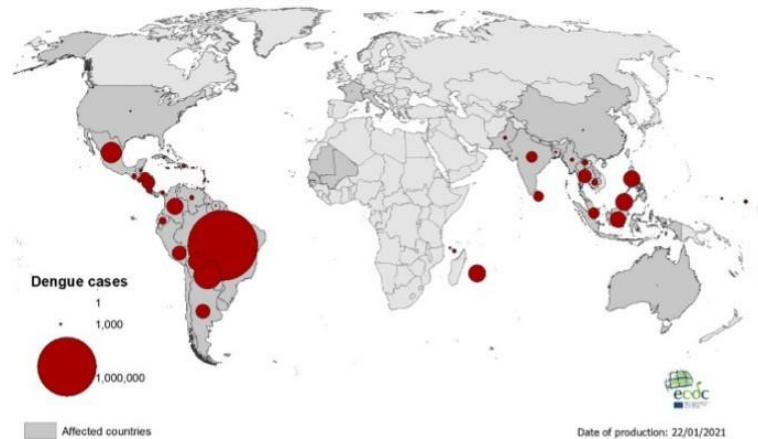 Dengue cases
1
1,000
1,000,000
Affected countries
ecdc
Date of production: 22/01/2021